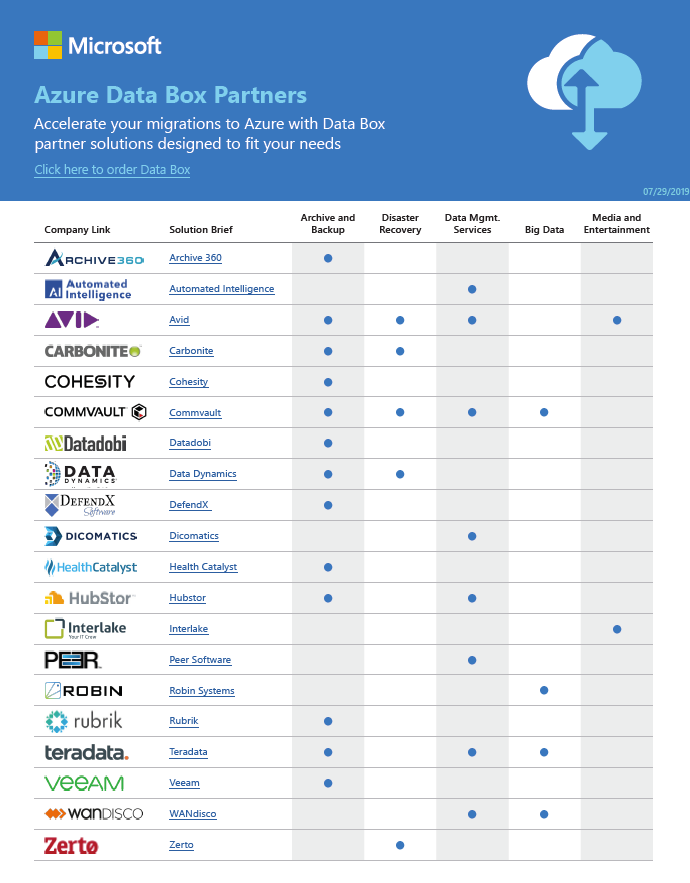 Microsoft
Azure Data Box Partners
Accelerate your migrations to Azure with Data Box
partner solutions designed to fit your needs
Click here to order Data Box
07/29/2019
Company Link Solution Brief Archive and Backup Disaster Recovery Data Mgmt. Services Big Data Media and Entertainment
ARCHIVE360 Archive 360
AI Automated Intelligence Automated Intelligence
AVID Avid
CARBONITE Carbonite
COHESITY Cohesity
COMMVAULT Commvault
Datadobi Datadobi
DATA DYNAMICS Data Dynamics
DEFENDX Software DefendX
DICOMATICS Dicomatics
HealthCatalyst Health Catalyst
HubStor Hubstor
Interlake Your IT Crew Interlake
PEER Peer Software
ROBIN Robin Systems
rubrik Rubrik
teradata. Teradata
VEEAM Veeam
WANDISCO WANdisco
Zerto Zerto